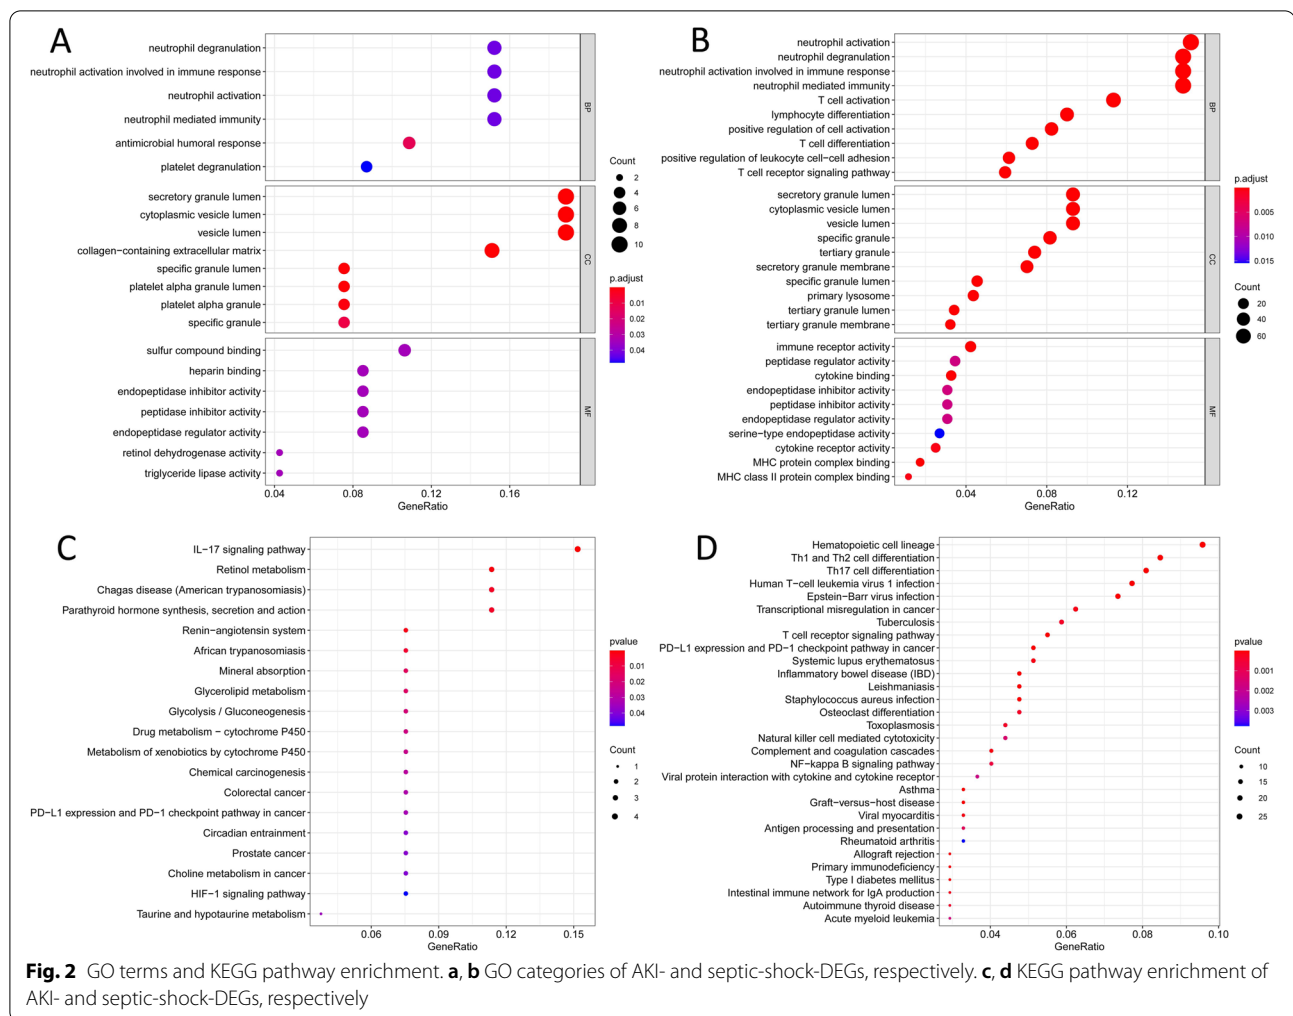 A
neutrophil degranulation
neutrophil activation involved in immune response
neutrophil activation
neutrophil mediated immunity
antimicrobial humoral response
platelet degranulation
BP
secretory granule lumen
cytoplasmic vesicle lumen
vesicle lumen
collagen−containing extracellular matrix
specific granule lumen
platelet alpha granule lumen
platelet alpha granule
specific granule
CC
sulfur compound binding
heparin binding
endopeptidase inhibitor activity
peptidase inhibitor activity
endopeptidase regulator activity
retinol dehydrogenase activity
triglyceride lipase activity
MF
0.04 0.08 0.12 0.16
GeneRatio
Count
2
4
6
8
10
p.adjust
0.01
0.02
0.03
0.04
B
neutrophil activation
neutrophil degranulation
neutrophil activation involved in immune response
neutrophil mediated immunity
T cell activation
lymphocyte differentiation
positive regulation of cell activation
T cell differentiation
positive regulation of leukocyte cell−cell adhesion
T cell receptor signaling pathway
BP
secretory granule lumen
cytoplasmic vesicle lumen
vesicle lumen
specific granule
tertiary granule
secretory granule membrane
specific granule lumen
primary lysosome
tertiary granule lumen
tertiary granule membrane
CC
immune receptor activity
peptidase regulator activity
cytokine binding
endopeptidase inhibitor activity
peptidase inhibitor activity
endopeptidase regulator activity
serine−type endopeptidase activity
cytokine receptor activity
MHC protein complex binding
MHC class II protein complex binding
MF
0.04 0.08 0.12
GeneRatio
p.adjust
0.005
0.010
0.015
Count
20
40
60
C
IL−17 signaling pathway
Retinol metabolism
Chagas disease (American trypanosomiasis)
Parathyroid hormone synthesis, secretion and action
Renin−angiotensin system
African trypanosomiasis
Mineral absorption
Glycerolipid metabolism
Glycolysis / Gluconeogenesis
Drug metabolism − cytochrome P450
Metabolism of xenobiotics by cytochrome P450
Chemical carcinogenesis
Colorectal cancer
PD−L1 expression and PD−1 checkpoint pathway in cancer
Circadian entrainment
Prostate cancer
Choline metabolism in cancer
HIF−1 signaling pathway
Taurine and hypotaurine metabolism
0.06 0.09 0.12 0.15
GeneRatio
pvalue
0.01
0.02
0.03
0.04
Count
1
2
3
4
D
Hematopoietic cell lineage
Th1 and Th2 cell differentiation
Th17 cell differentiation
Human T−cell leukemia virus 1 infection
Epstein−Barr virus infection
Transcriptional misregulation in cancer
Tuberculosis
T cell receptor signaling pathway
PD−L1 expression and PD−1 checkpoint pathway in cancer
Systemic lupus erythematosus
Inflammatory bowel disease (IBD)
Leishmaniasis
Staphylococcus aureus infection
Osteoclast differentiation
Toxoplasmosis
Natural killer cell mediated cytotoxicity
Complement and coagulation cascades
NF−kappa B signaling pathway
Viral protein interaction with cytokine and cytokine receptor
Asthma
Graft−versus−host disease
Viral myocarditis
Antigen processing and presentation
Rheumatoid arthritis
Allograft rejection
Primary immunodeficiency
Type I diabetes mellitus
Intestinal immune network for IgA production
Autoimmune thyroid disease
Acute myeloid leukemia
0.04 0.06 0.08 0.10
GeneRatio
pvalue
0.001
0.002
0.003
Count
10
15
20
25
Fig. 2 GO terms and KEGG pathway enrichment. a, b GO categories of AKI- and septic-shock-DEGs, respectively. c, d KEGG pathway enrichment of
AKI- and septic-shock-DEGs, respectively